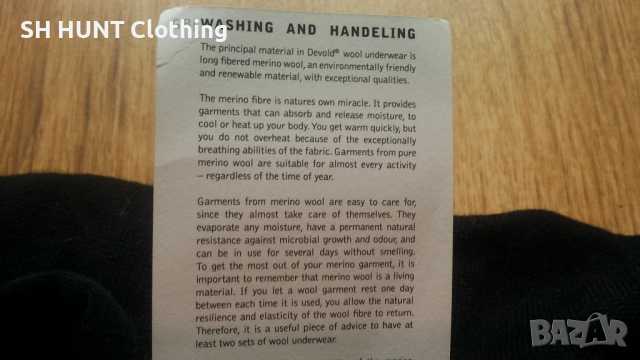 SH HUNT Clothing
WASHING AND HANDELING
The principal material in Devold® wool underwear is
long fibered merino wool, an environmentally friendly
and renewable material, with exceptional qualities.
The merino fibre is natures own miracle. It provides
garments that can absorb and release moisture, to
cool or heat up your body. You get warm quickly, but
you do not overheat because of the exceptionally
breathing abilities of the fabric. Garments from pure
merino wool are suitable for almost every activity
– regardless of the time of year.
Garments from merino wool are easy to care for,
since they almost take care of themselves. They
evaporate any moisture, have a permanent natural
resistance against microbial growth and odour, and
can be in use for several days without smelling.
To get the most out of your merino garment, it is
important to remember that merino wool is a living
material. If you let a wool garment rest one day
between each time it is used, you allow the natural
resilience and elasticity of the wool fibre to return.
Therefore, it is a useful piece of advice to have at
least two sets of wool underwear.
BAZAR